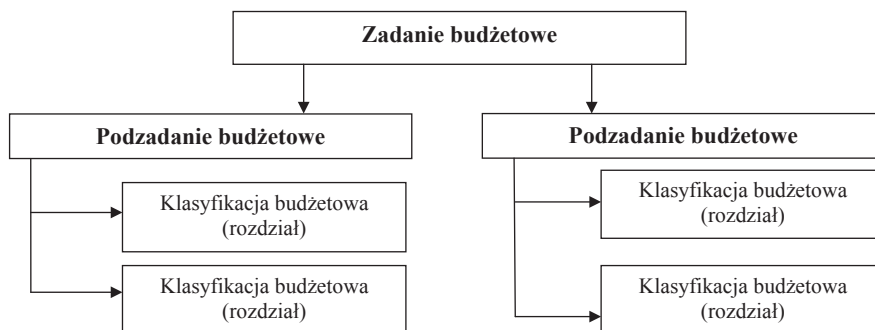 Zadanie budżetowe
Podzadanie budżetowe
Podzadanie budżetowe
Klasyfikacja budżetowa
(rozdział)
Klasyfikacja budżetowa
(rozdział)
Klasyfikacja budżetowa
(rozdział)
Klasyfikacja budżetowa
(rozdział)